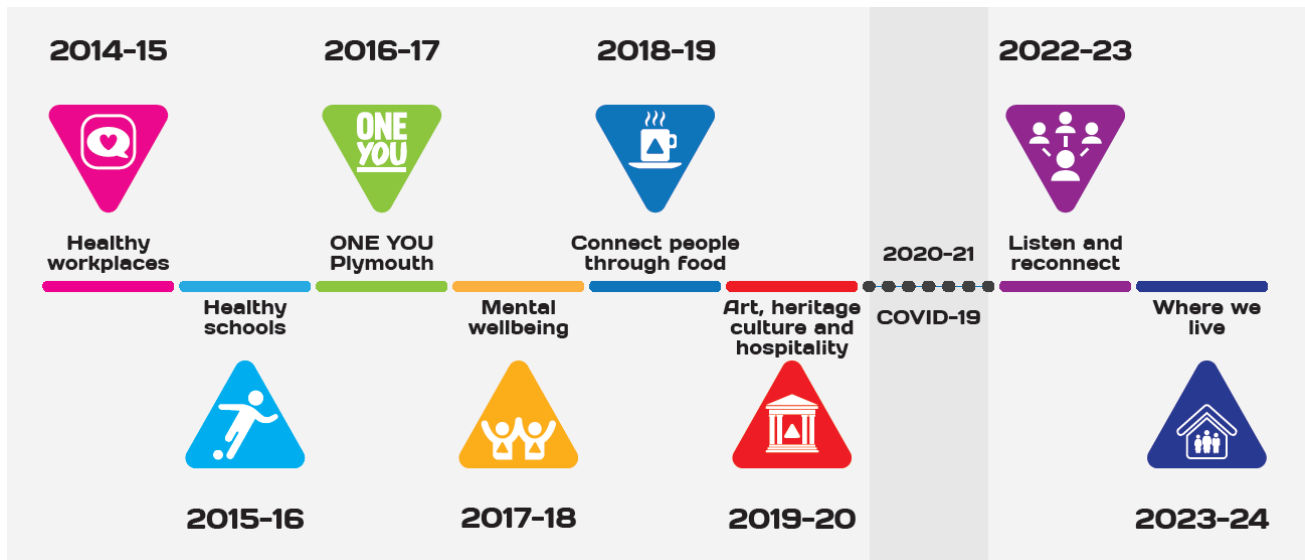 2014-15
2016-17
2018-19
2022-23
ONE
YOU
Healthy
workplaces
ONE YOU
Plymouth
Connect people
through food
2020-21
Listen and
reconnect
Healthy
schools
Mental
wellbeing
Art, heritage
culture and
hospitality
COVID-19
Where we
live
2015-16
2017-18
2019-20
2023-24